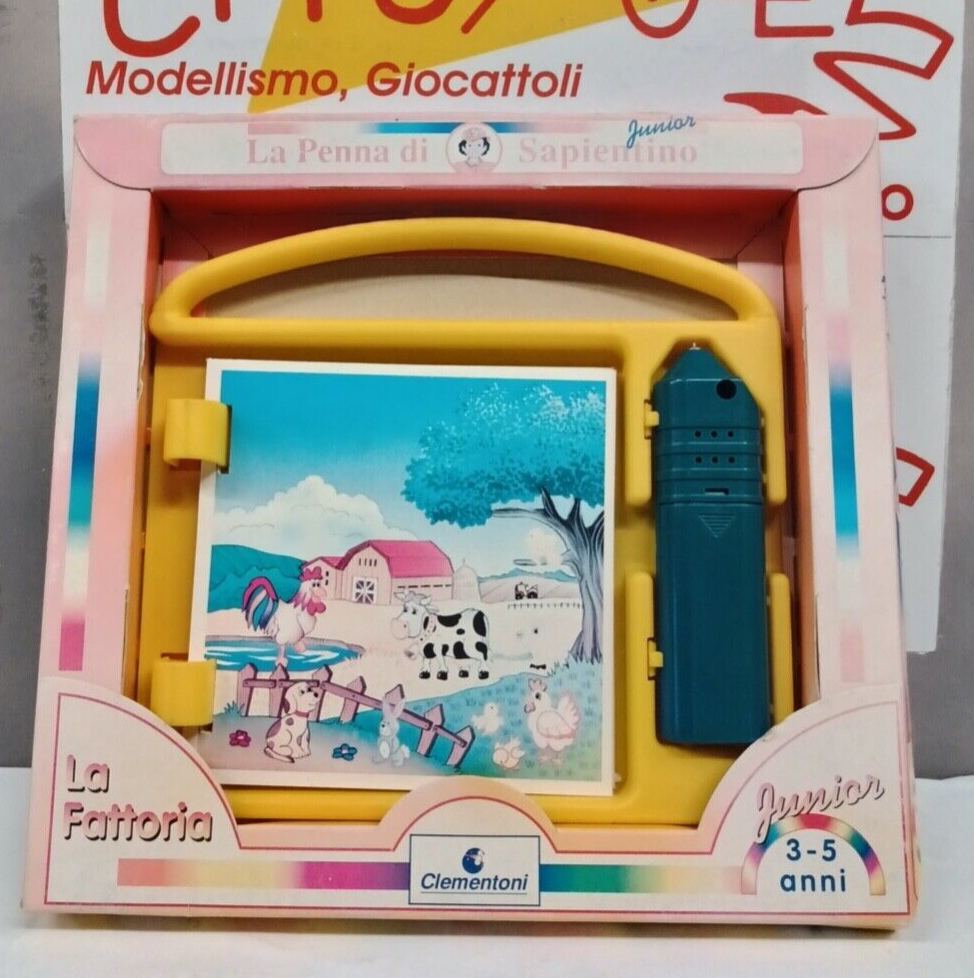 Modellismo, Giocattoli
Junior
La Penna di Sapientino
La
Fattoria
Junior
3-5
anni
Clementoni